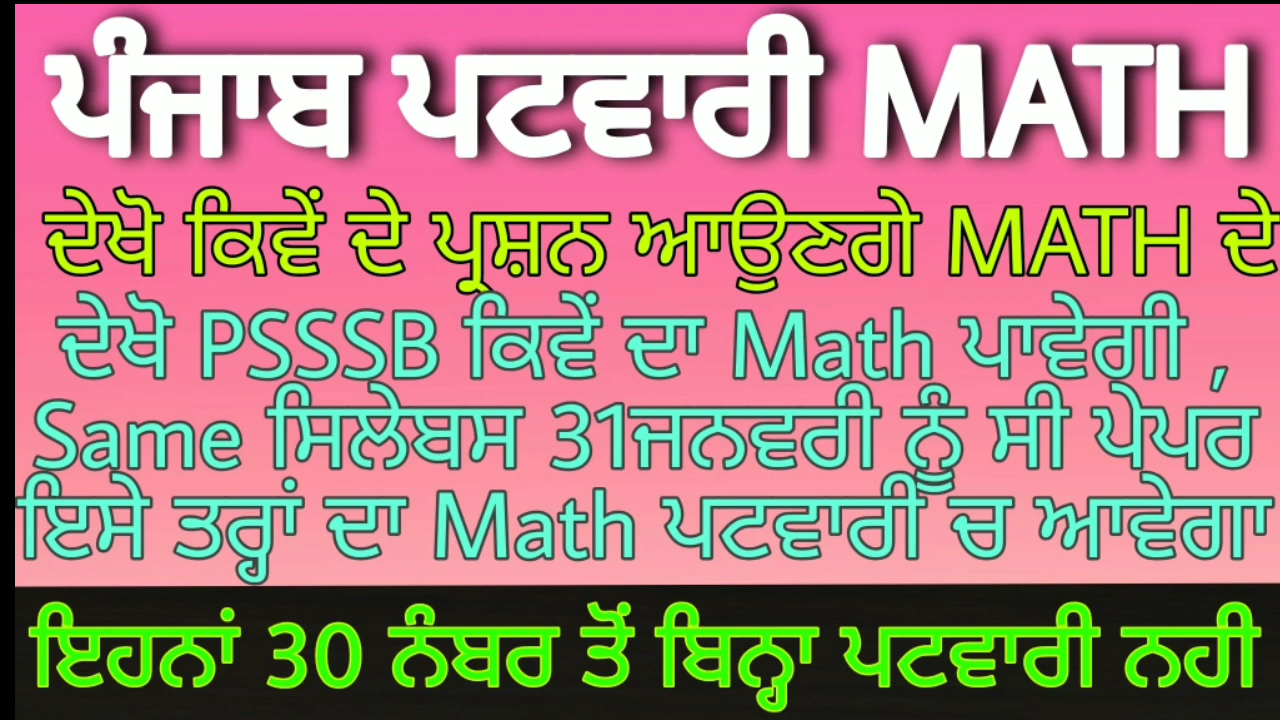 ਪੰਜਾਬ ਪਟਵਾਰੀ MATH
ਦੇਖੋ ਕਿਵੇਂ ਦੇ ਪ੍ਰਸ਼ਨ ਆਉਣਗੇ MATH ਦੇ
ਦੇਖੋ PSSSB ਕਿਵੇਂ ਦਾ Math ਪਾਵੇਗੀ ,
Same ਸਿਲੇਬਸ 31ਜਨਵਰੀ ਨੂੰ ਸੀ ਪੇਪਰ
ਇਸੇ ਤਰ੍ਹਾਂ ਦਾ Math ਪਟਵਾਰੀ ਚ ਆਵੇਗਾ
ਇਹਨਾਂ 30 ਨੰਬਰ ਤੋਂ ਬਿਨ੍ਹਾ ਪਟਵਾਰੀ ਨਹੀ